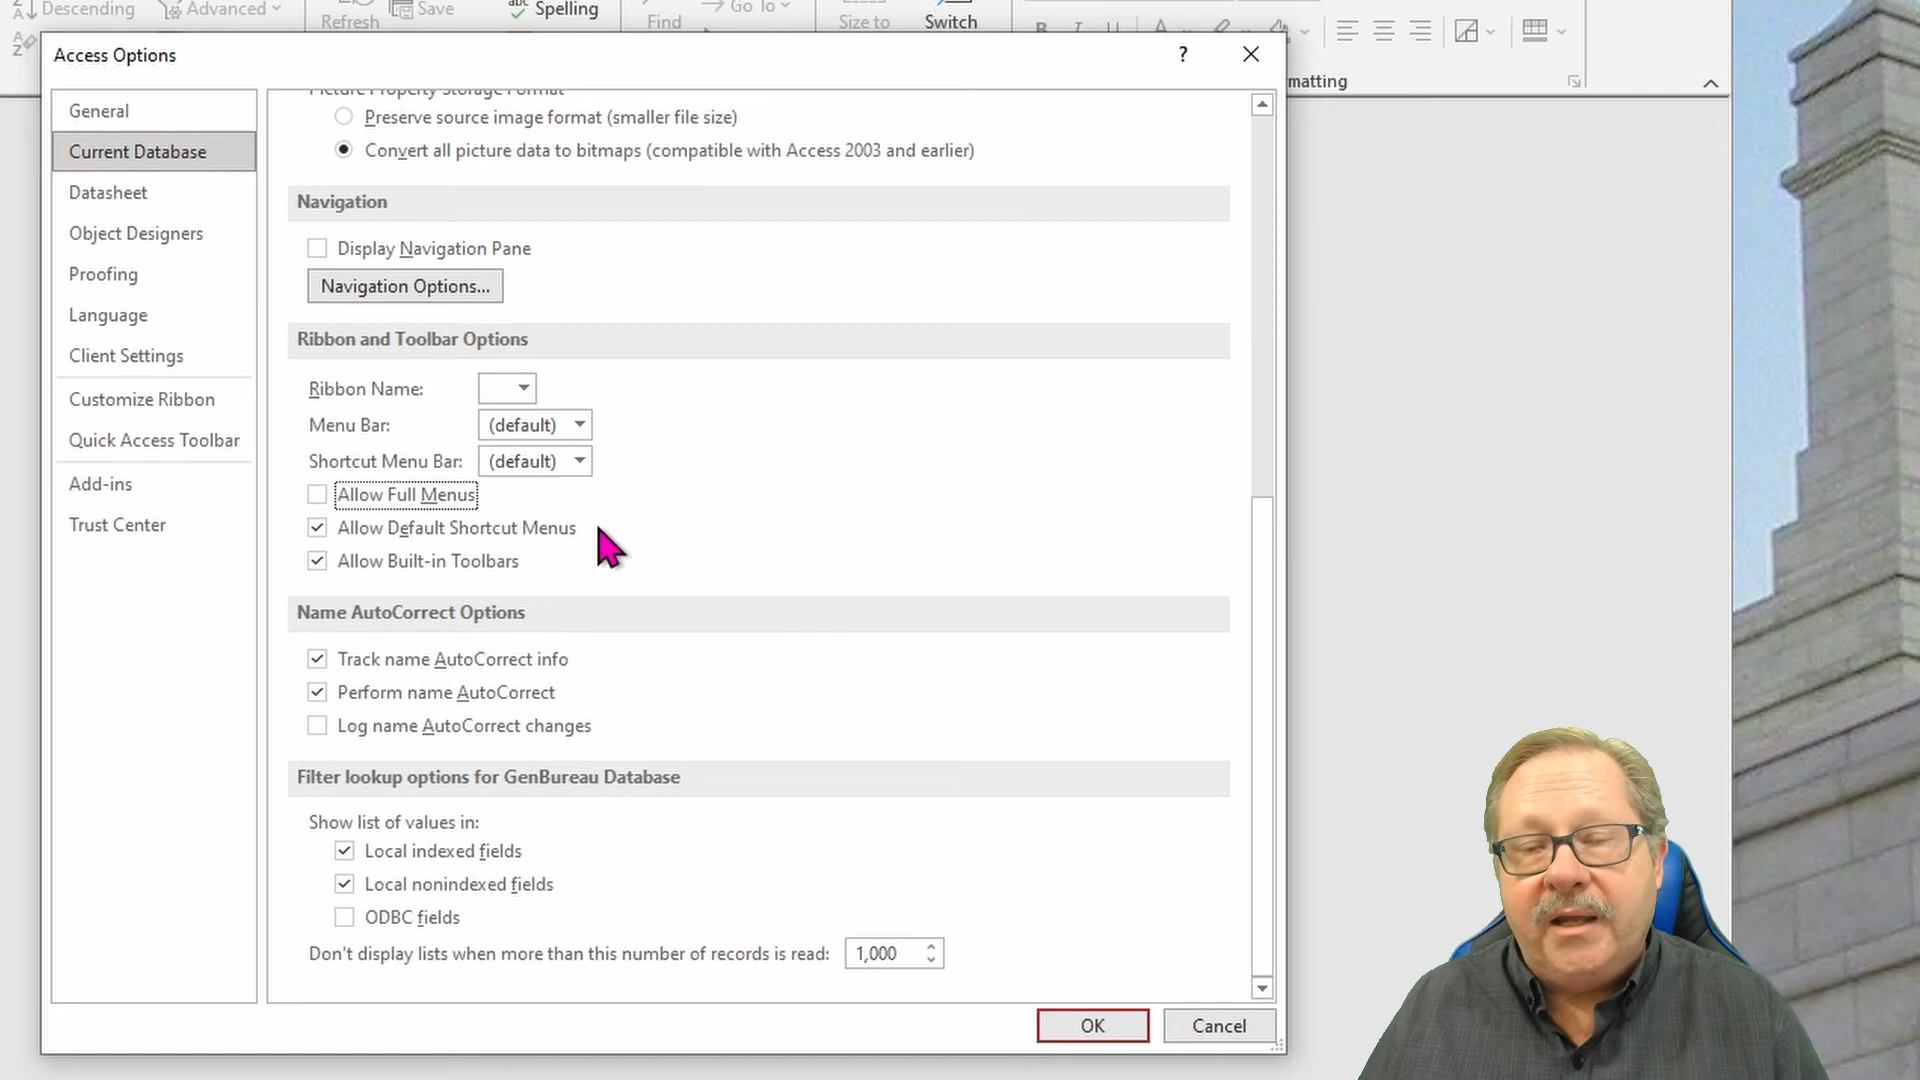 Descending
Advanced
Refresh
Save
abc
Spelling
Find
Go To
Size to
Switch
Access Options
?
matting
General
Current Database
Datasheet
Object Designers
Proofing
Language
Client Settings
Customize Ribbon
Quick Access Toolbar
Add-ins
Trust Center
Picture Property Storage Format
Preserve source image format (smaller file size)
Convert all picture data to bitmaps (compatible with Access 2003 and earlier)
Navigation
Display Navigation Pane
Navigation Options...
Ribbon and Toolbar Options
Ribbon Name:
Menu Bar: (default)
Shortcut Menu Bar: (default)
Allow Full Menus
Allow Default Shortcut Menus
Allow Built-in Toolbars
Name AutoCorrect Options
Track name AutoCorrect info
Perform name AutoCorrect
Log name AutoCorrect changes
Filter lookup options for GenBureau Database
Show list of values in:
Local indexed fields
Local nonindexed fields
ODBC fields
Don't display lists when more than this number of records is read: 1,000
OK
Cancel